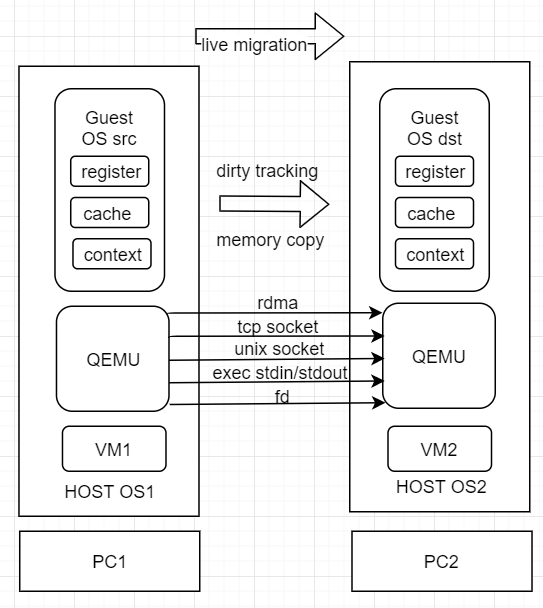 live migration
Guest
OS src
register
cache
context
dirty tracking
memory copy
Guest
OS dst
register
cache
context
QEMU
rdma
tcp socket
unix socket
exec stdin/stdout
fd
QEMU
VM1
HOST OS1
VM2
HOST OS2
PC1
PC2